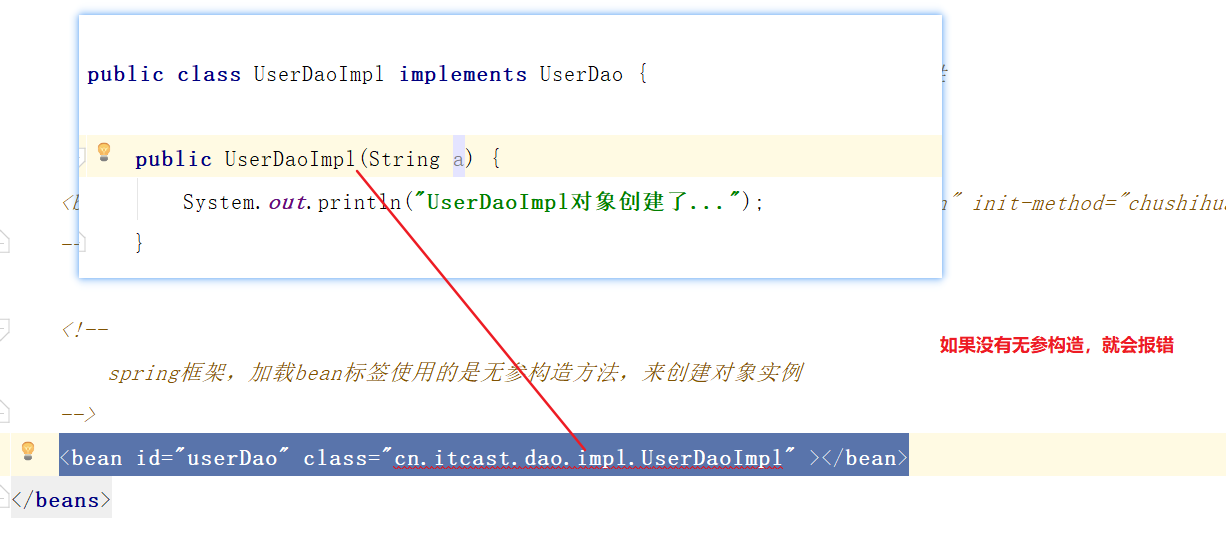 public class UserDaoImpl implements UserDao {
public UserDaoImpl(String a) {
System.out.println("UserDaoImpl对象创建了...");
<b n" init-method="chushihua
--
}
<!--
如果没有无参构造，就会报错
spring框架，加载bean标签使用的是无参构造方法，来创建对象实例
-->
<bean id="userDao" class="cn.itcast.dao.impl.UserDaoImpl" ></bean>
</beans>